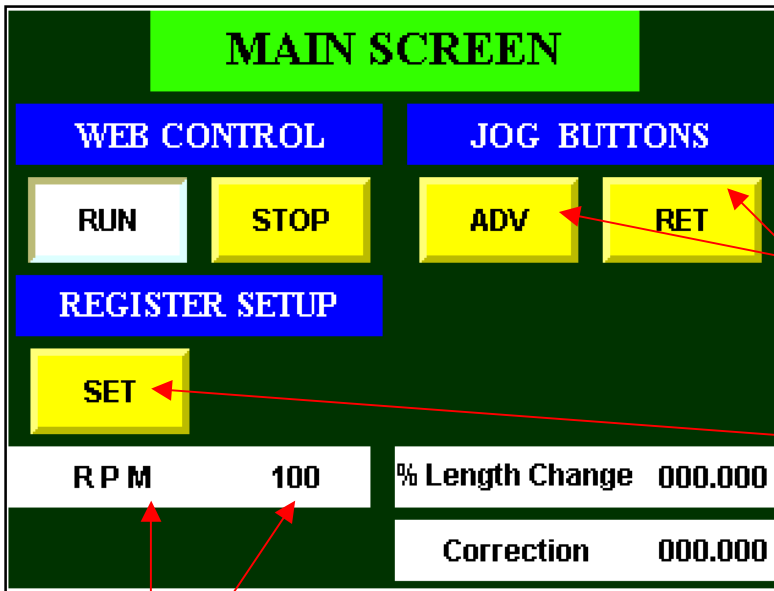 MAIN SCREEN
WEB CONTROL
JOG BUTTONS
RUN
STOP
ADV
RET
REGISTER SETUP
SET
RPM 100
% Length Change 000.000
Correction 000.000